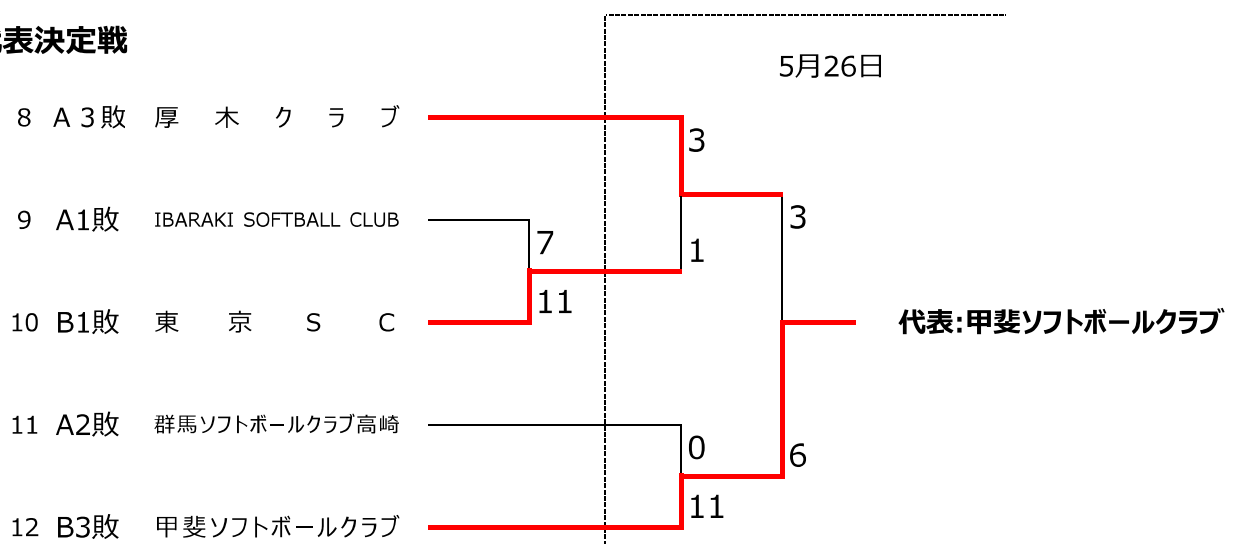 表決定戦
5月26日
8 A3敗 厚木クラブ
3
9 A1敗 IBARAKI SOFTBALL CLUB
3
7
1
11
10 B1敗 東京SC
代表:甲斐ソフトボールクラブ
11 A2敗 群馬ソフトボールクラブ高崎
0
6
11
12 B3敗 甲斐ソフトボールクラブ